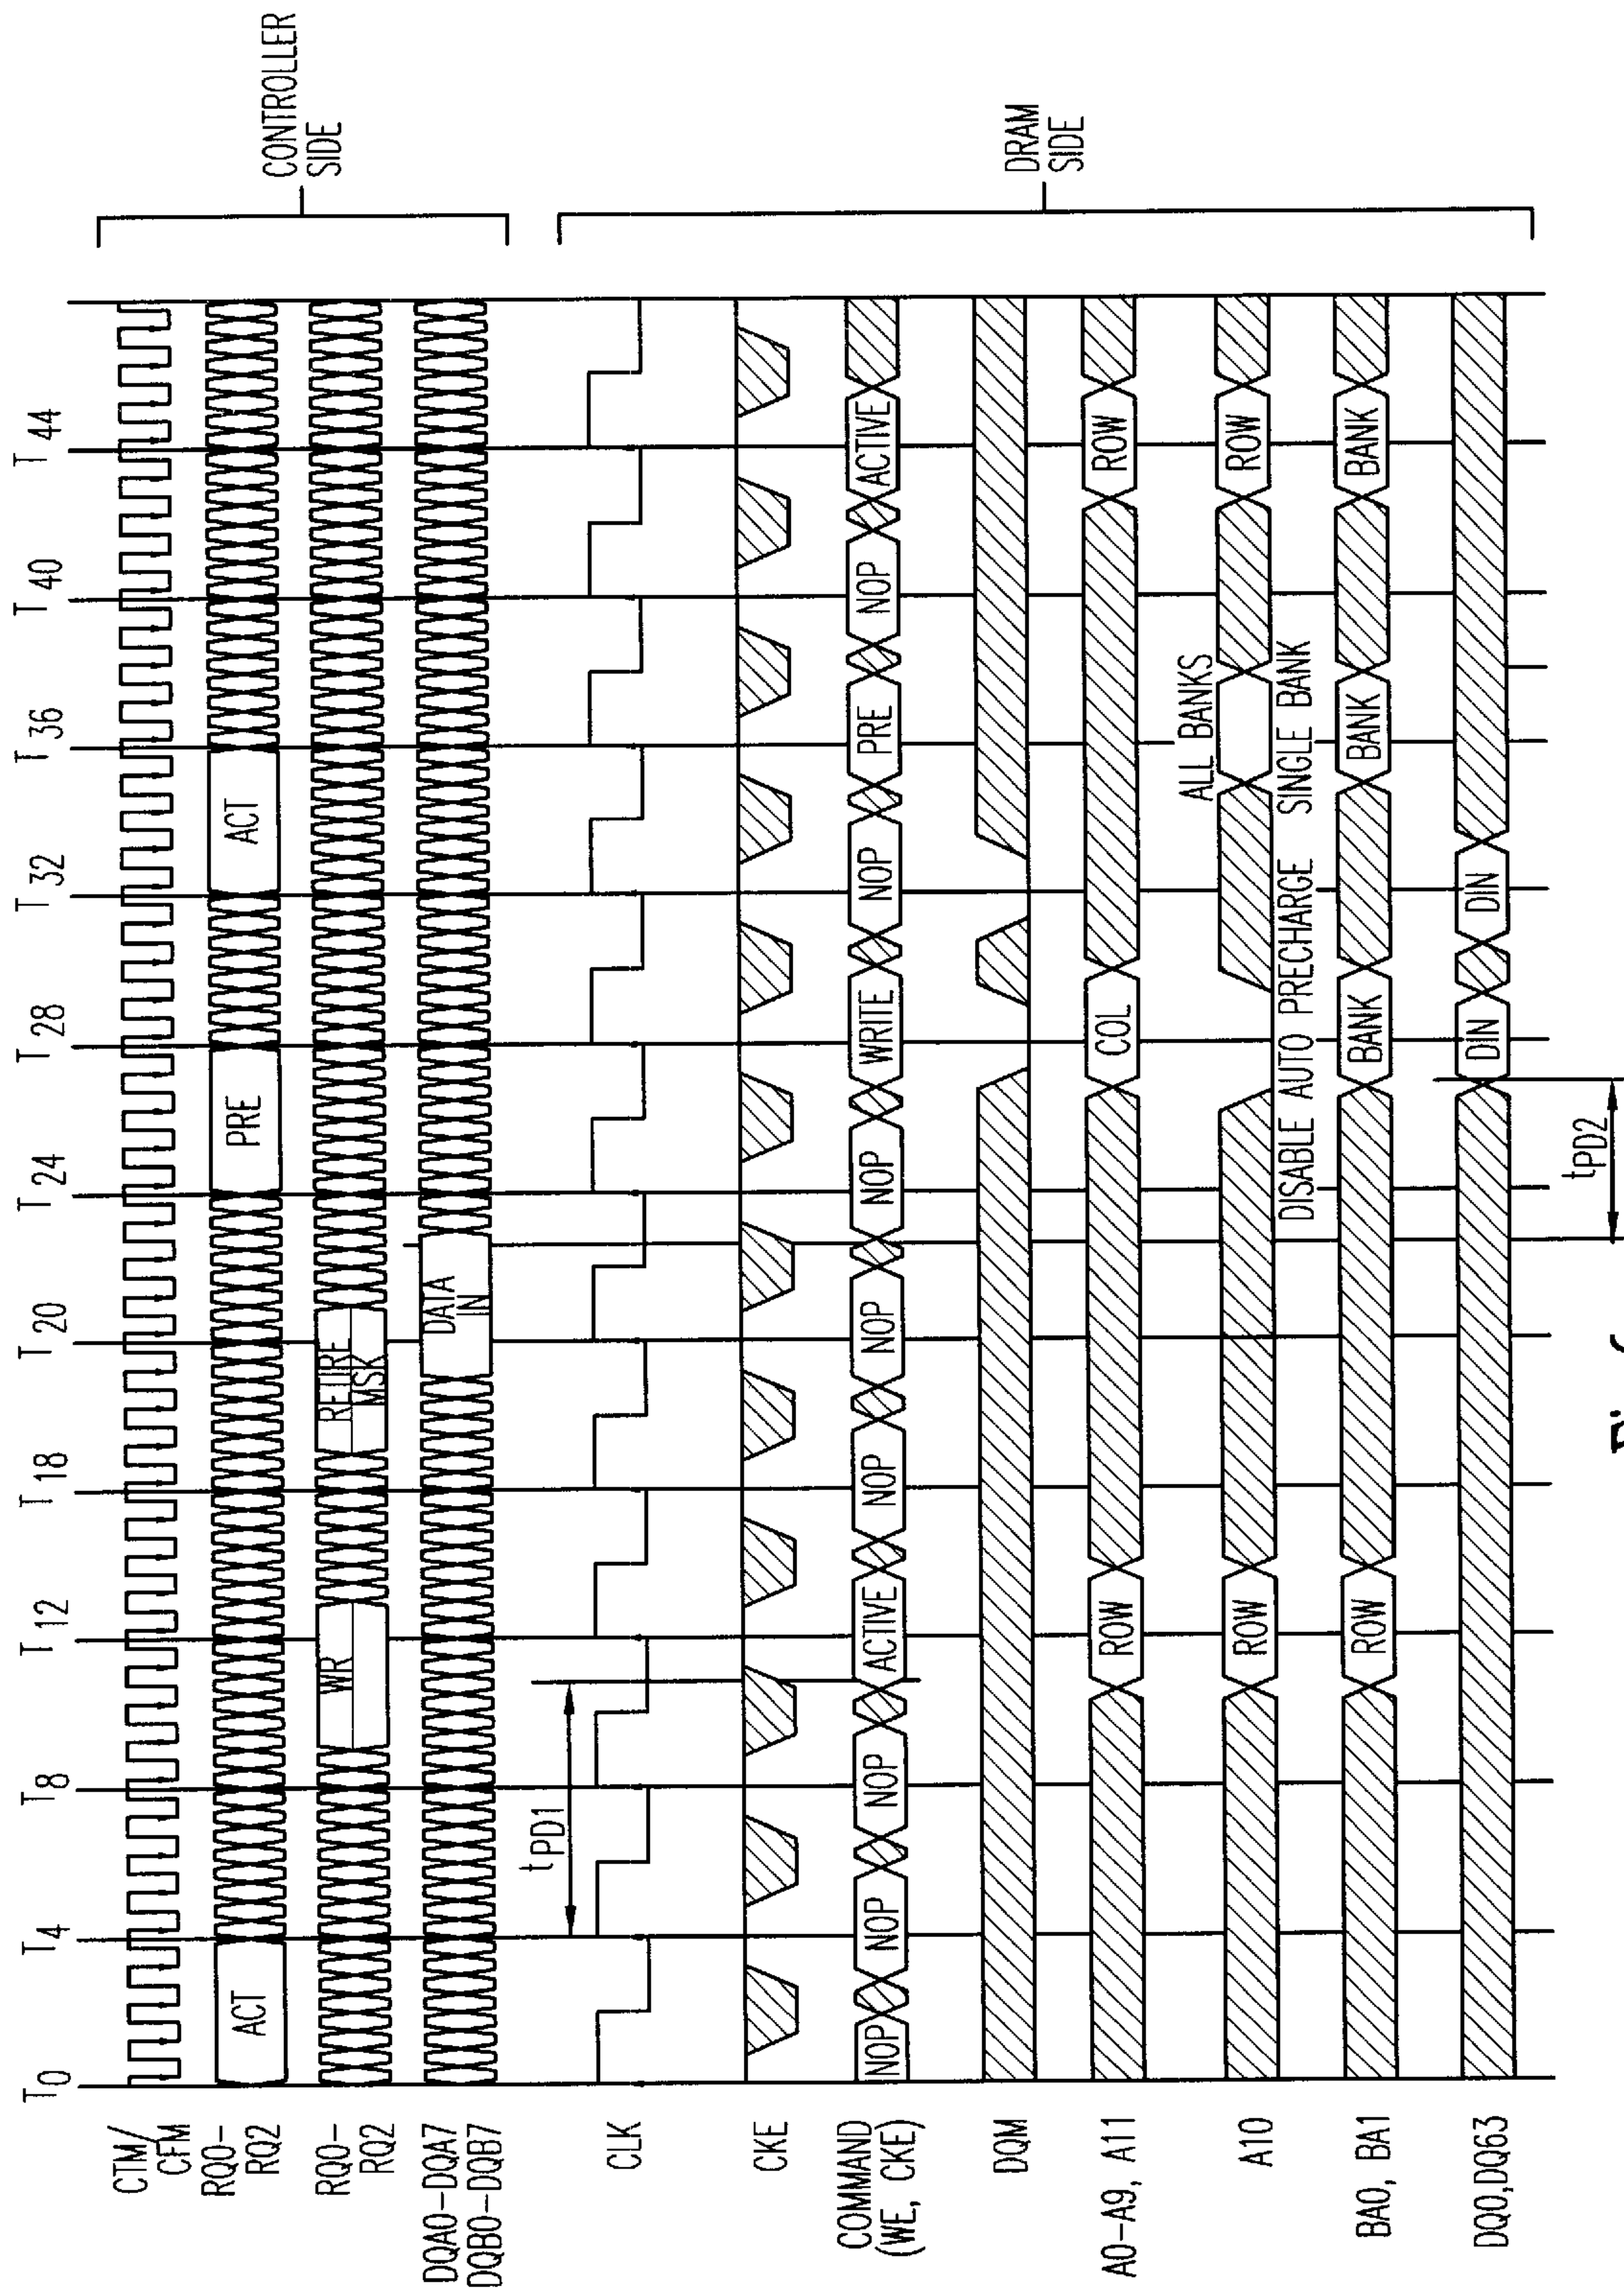 T0 T4 T8 T12 T18 T20 T24 T28 T32 T36 T40 T44
CTM/
CFM
RQ0-
RQ2
ACT PRE ACT
CONTROLLER
SIDE
RQ0-
RQ2
WR RETIRE
MSK
DQA0-DQA7
DQB0-DQB7
DATA
IN
tPD1
CLK
CKE
COMMAND
(WE, CKE)
NOP NOP NOP ACTIVE NOP NOP NOP WRITE NOP PRE NOP ACTIVE
DRAM
SIDE
DQM
A0-A9, A11
ROW COL ROW
ALL BANKS
A10
ROW ROW
DISABLE AUTO PRECHARGE SINGLE BANK
BA0, BA1
ROW BANK BANK BANK
DQ0,DQ63
DIN DIN
tPD2